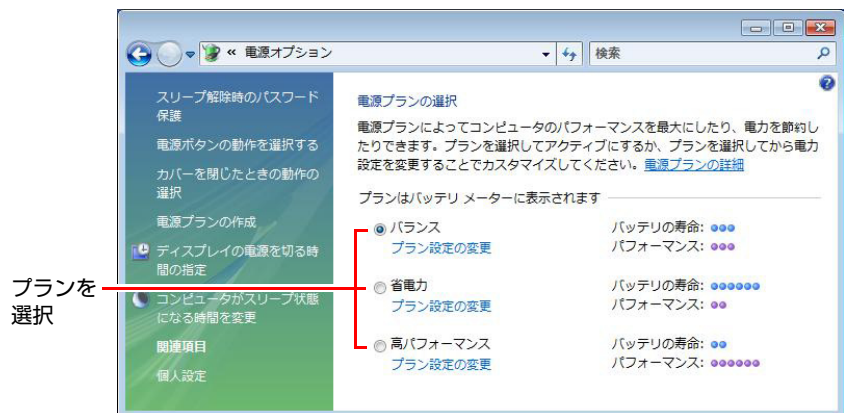 « 電源オプション
検索
スリープ解除時のパスワード
保護
電源ボタンの動作を選択する
カバーを閉じたときの動作の
選択
電源プランの作成
ディスプレイの電源を切る時
間の指定
コンピュータがスリープ状態
になる時間を変更
関連項目
個人設定
電源プランの選択
電源プランによってコンピュータのパフォーマンスを最大にしたり、電力を節約し
たりできます。プランを選択してアクティブにするか、プランを選択してから電力
設定を変更することでカスタマイズしてください。電源プランの詳細
プランはバッテリ メーターに表示されます
バランス
バッテリの寿命:
プラン設定の変更
パフォーマンス:
省電力
バッテリの寿命:
プラン設定の変更
パフォーマンス:
高パフォーマンス
バッテリの寿命:
プラン設定の変更
パフォーマンス:
プランを
選択